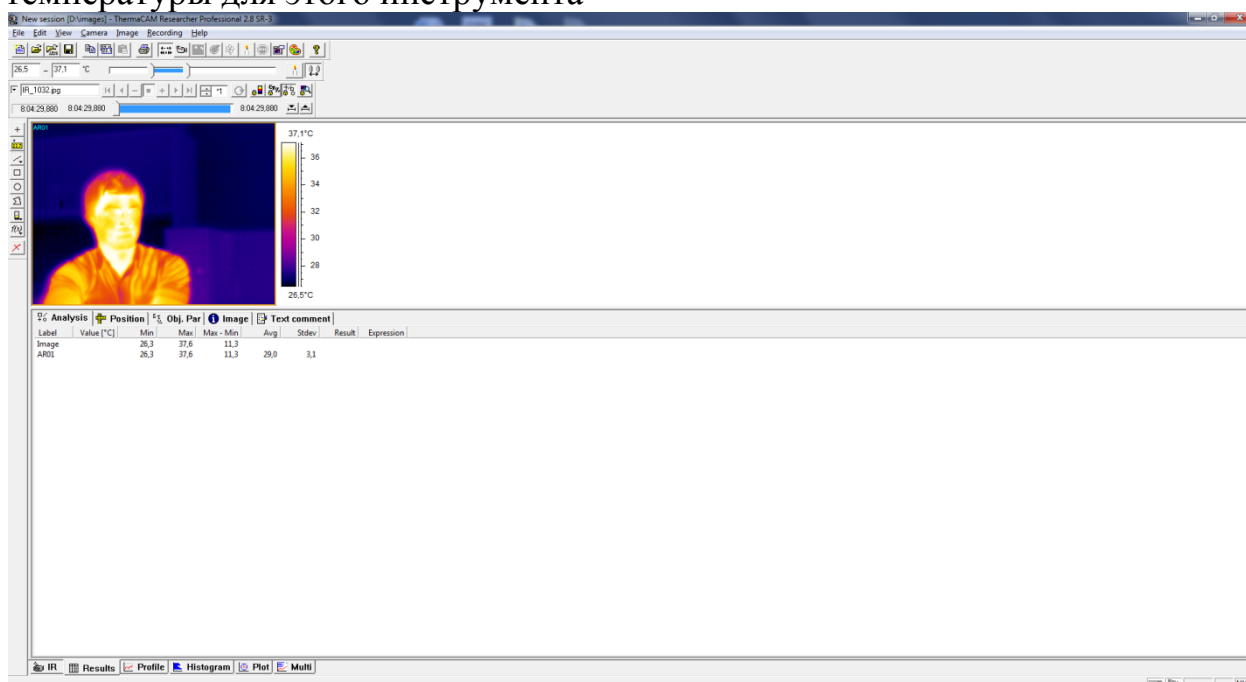 температуры для этого инструмента
New session [D:\images] - ThermaCAM Researcher Professional 2.8 SR-3
File Edit View Camera Image Recording Help
26,5 - 37,1 °C
IR_1032.jpg
8:04:29,880 8:04:29,880 8:04:29,880
AR01
37,1°C
36
34
32
30
28
26,5°C
Analysis Position Obj. Par Image Text comment
Label Value [°C] Min Max Max - Min Avg Stdev Result Expression
Image 26,3 37,6 11,3
AR01 26,3 37,6 11,3 29,0 3,1
IR Results Profile Histogram Plot Multi